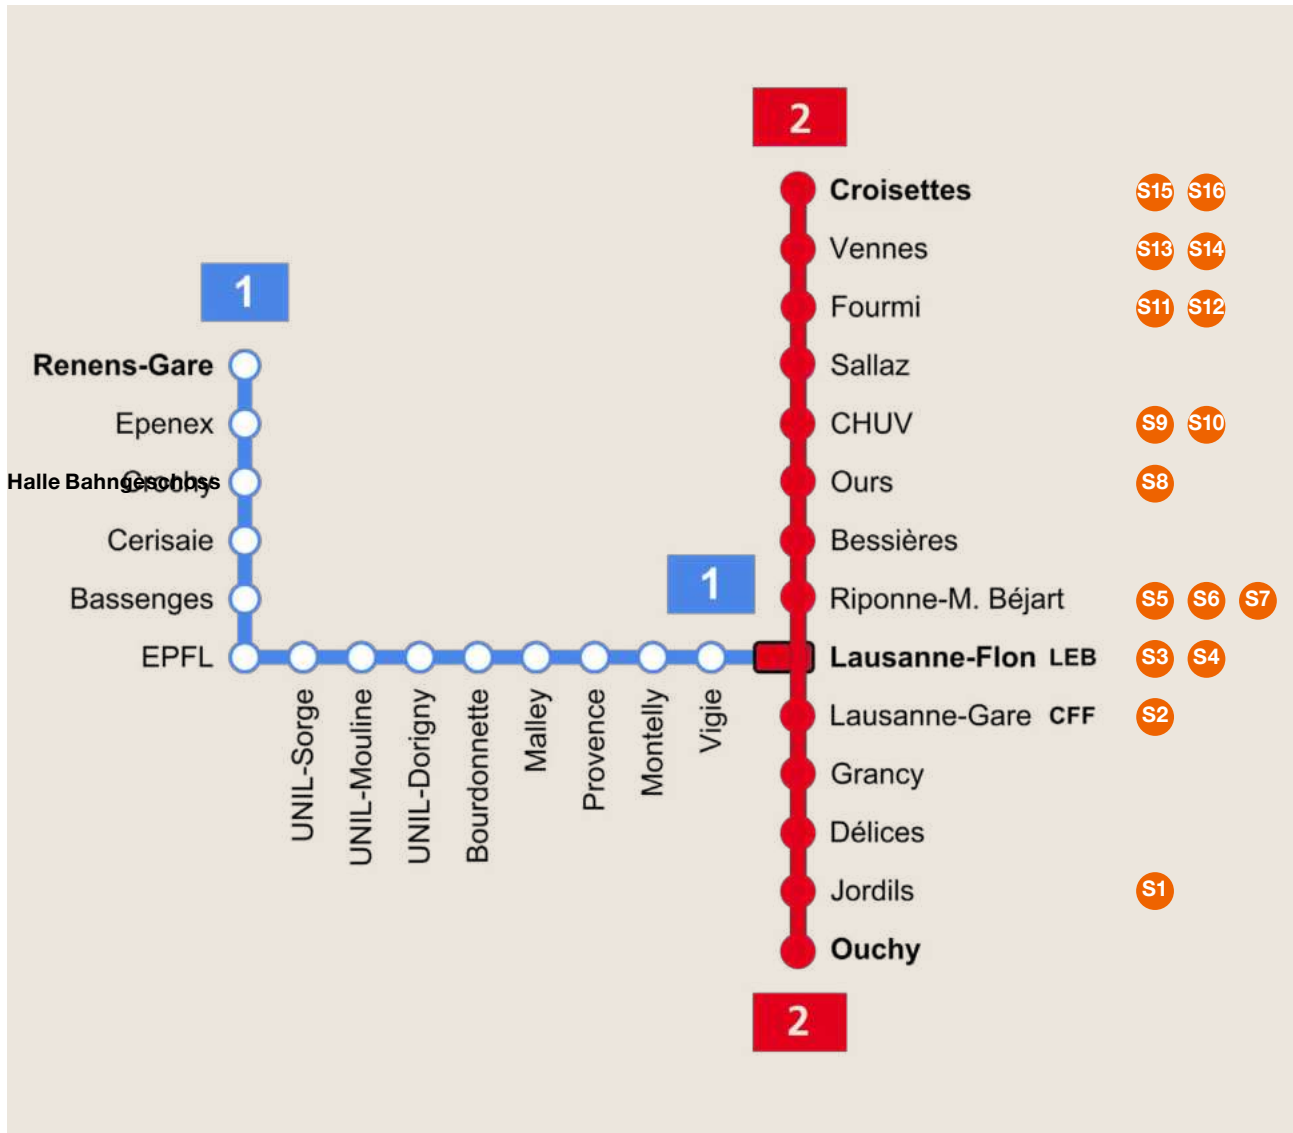 2
Croisettes S15 S16
Vennes S13 S14
1
Fourmi S11 S12
Renens-Gare
Sallaz
Epenex
CHUV S9 S10
Halle Bahngeschoss
Crochy
Ours S8
Cerisaie
Bessières
1
Bassenges
Riponne-M. Béjart S5 S6 S7
EPFL
Lausanne-Flon LEB S3 S4
UNIL-Sorge
UNIL-Mouline
UNIL-Dorigny
Bourdonnette
Malley
Provence
Montelly
Vigie
Lausanne-Gare CFF S2
Grancy
Délices
Jordils S1
Ouchy
2